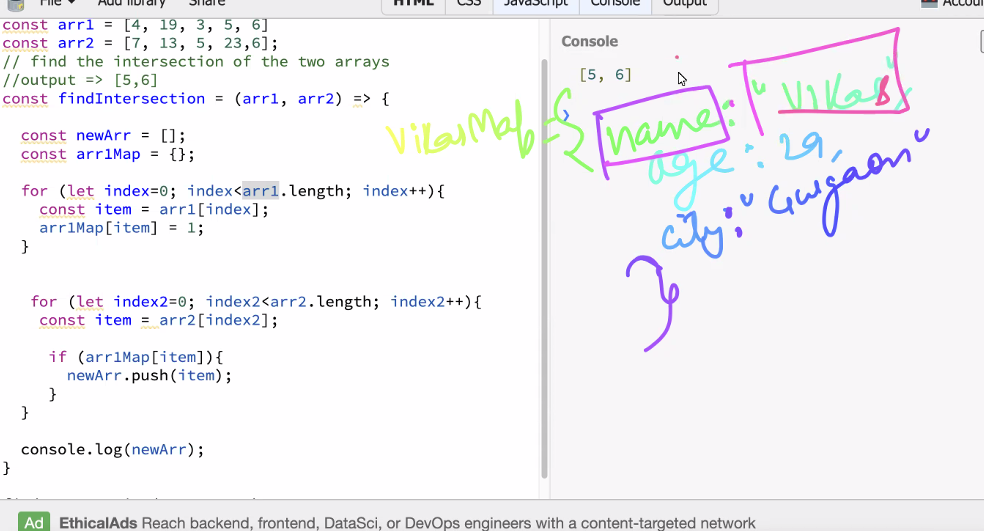 File Add library Share HTML CSS JavaScript Console Output Accou
const arr1 = [4, 19, 3, 5, 6]
const arr2 = [7, 13, 5, 23,6];
// find the intersection of the two arrays
//output => [5,6]
const findIntersection = (arr1, arr2) => {
const newArr = [];
const arr1Map = {};
for (let index=0; index<arr1.length; index++){
const item = arr1[index];
arr1Map[item] = 1;
}
for (let index2=0; index2<arr2.length; index2++){
const item = arr2[index2];
if (arr1Map[item]){
newArr.push(item);
}
}
console.log(newArr);
}
Console
[5, 6]
VikasMap = { name: "Vikas",
age: 29,
city: "Gurgaon"
}
Ad EthicalAds Reach backend, frontend, DataSci, or DevOps engineers with a content-targeted network